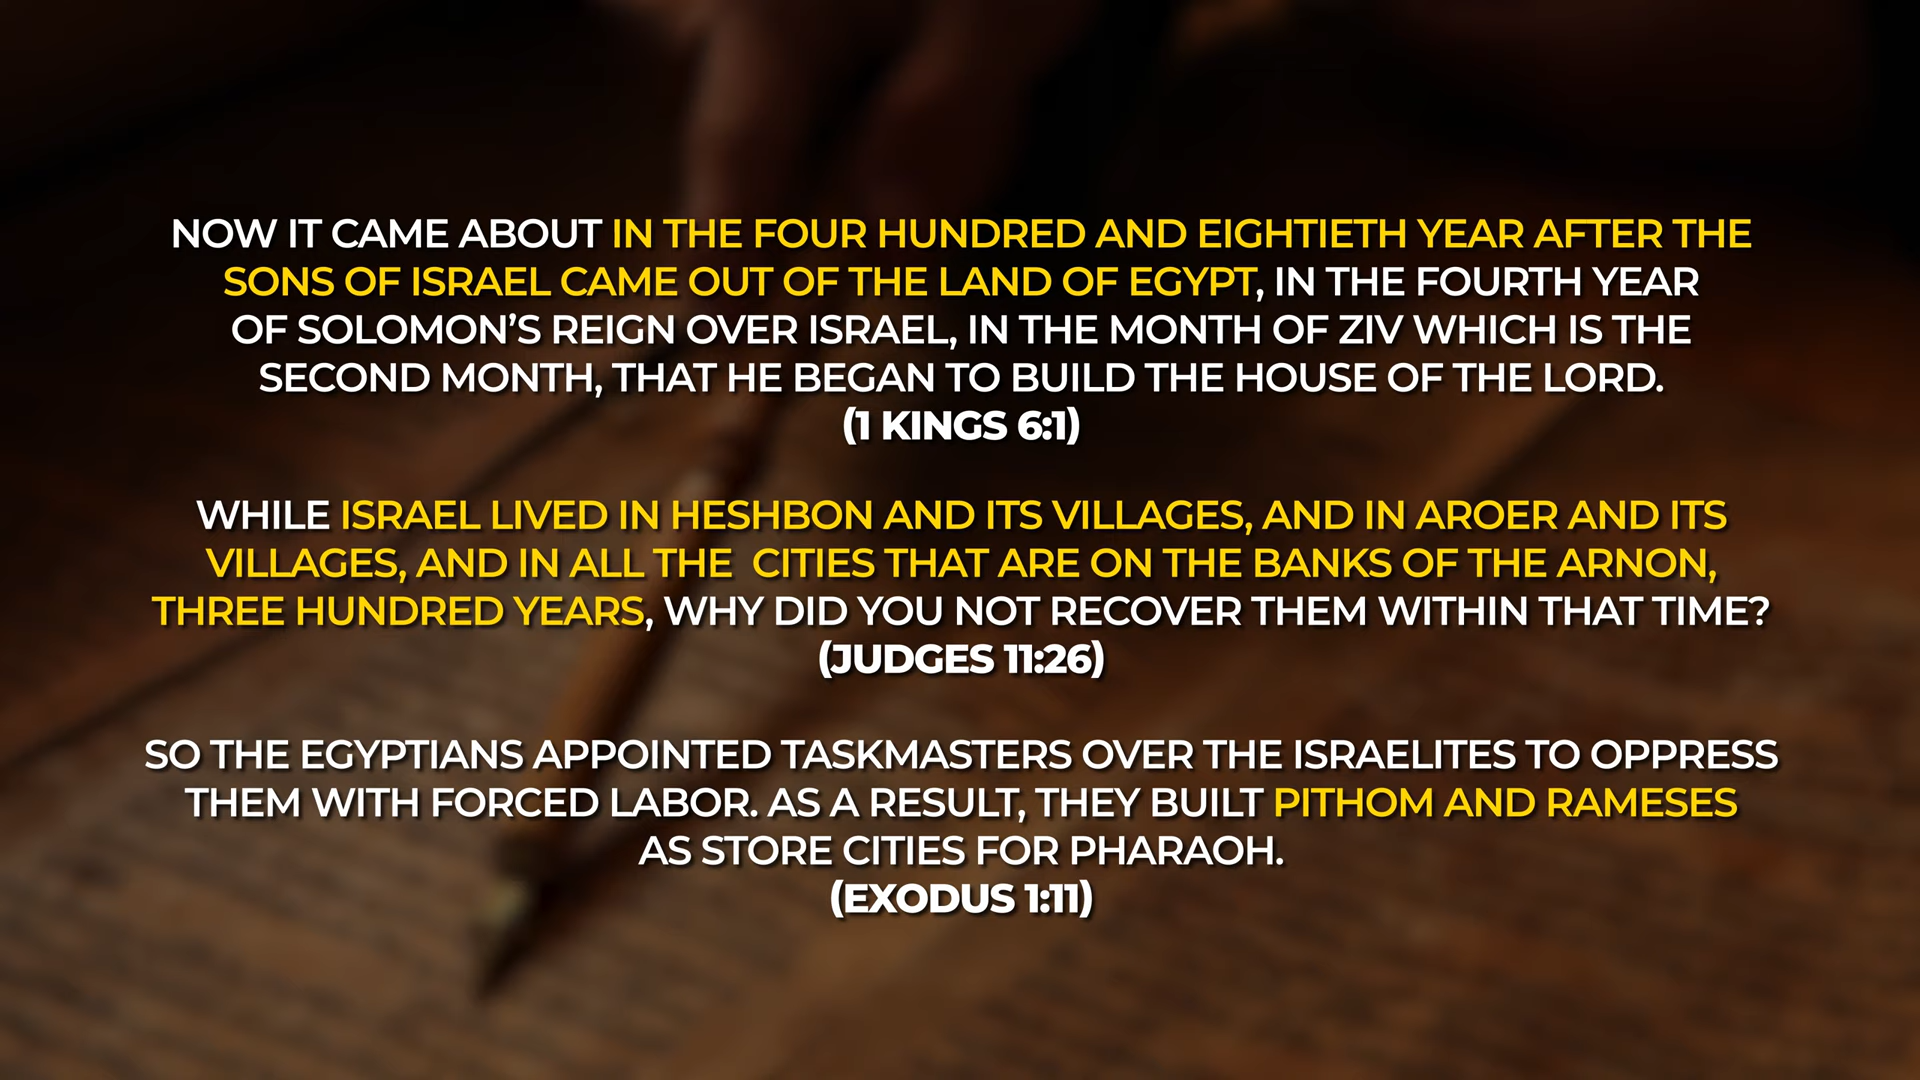 NOW IT CAME ABOUT IN THE FOUR HUNDRED AND EIGHTIETH YEAR AFTER THE
SONS OF ISRAEL CAME OUT OF THE LAND OF EGYPT, IN THE FOURTH YEAR
OF SOLOMON’S REIGN OVER ISRAEL, IN THE MONTH OF ZIV WHICH IS THE
SECOND MONTH, THAT HE BEGAN TO BUILD THE HOUSE OF THE LORD.
(1 KINGS 6:1)
WHILE ISRAEL LIVED IN HESHBON AND ITS VILLAGES, AND IN AROER AND ITS
VILLAGES, AND IN ALL THE CITIES THAT ARE ON THE BANKS OF THE ARNON,
THREE HUNDRED YEARS, WHY DID YOU NOT RECOVER THEM WITHIN THAT TIME?
(JUDGES 11:26)
SO THE EGYPTIANS APPOINTED TASKMASTERS OVER THE ISRAELITES TO OPPRESS
THEM WITH FORCED LABOR. AS A RESULT, THEY BUILT PITHOM AND RAMESES
AS STORE CITIES FOR PHARAOH.
(EXODUS 1:11)